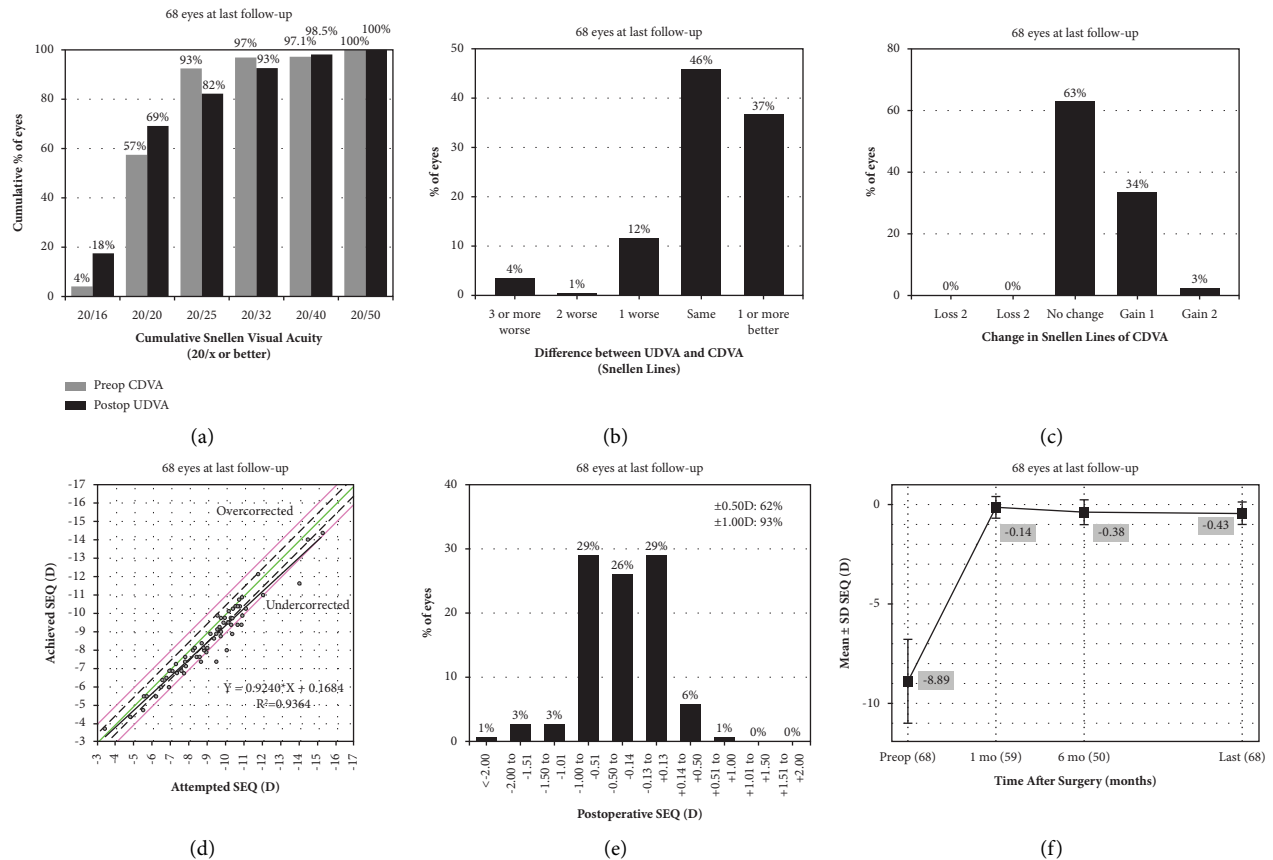 68 eyes at last follow-up
Cumulative % of eyes
100
80
60
40
20
0
4%
18%
57%
69%
93%
82%
97%
93%
97.1%
98.5%
100%
100%
20/16
20/20
20/25
20/32
20/40
20/50
Cumulative Snellen Visual Acuity
(20/x or better)
Preop CDVA
Postop UDVA
(a)
68 eyes at last follow-up
% of eyes
50
40
30
20
10
0
4%
1%
12%
46%
37%
3 or more
worse
2 worse
1 worse
Same
1 or more
better
Difference between UDVA and CDVA
(Snellen Lines)
(b)
68 eyes at last follow-up
% of eyes
80
60
40
20
0
0%
0%
63%
34%
3%
Loss 2
Loss 2
No change
Gain 1
Gain 2
Change in Snellen Lines of CDVA
(c)
68 eyes at last follow-up
Achieved SEQ (D)
-17
-16
-15
-14
-13
-12
-11
-10
-9
-8
-7
-6
-5
-4
-3
Overcorrected
Undercorrected
Y = 0.9240*X + 0.1684
R²=0.9364
-3
-4
-5
-6
-7
-8
-9
-10
-11
-12
-13
-14
-15
-16
-17
Attempted SEQ (D)
(d)
68 eyes at last follow-up
% of eyes
40
30
20
10
0
±0.50D: 62%
±1.00D: 93%
1%
3%
3%
29%
26%
29%
6%
1%
0%
0%
<-2.00
-2.00 to
-1.51
-1.50 to
-1.01
-1.00 to
-0.51
-0.50 to
-0.14
-0.13 to
+0.13
+0.14 to
+0.50
+0.51 to
+1.00
+1.01 to
+1.50
+1.51 to
+2.00
Postoperative SEQ (D)
(e)
68 eyes at last follow-up
Mean ± SD SEQ (D)
0
-5
-10
-8.89
-0.14
-0.38
-0.43
Preop (68)
1 mo (59)
6 mo (50)
Last (68)
Time After Surgery (months)
(f)